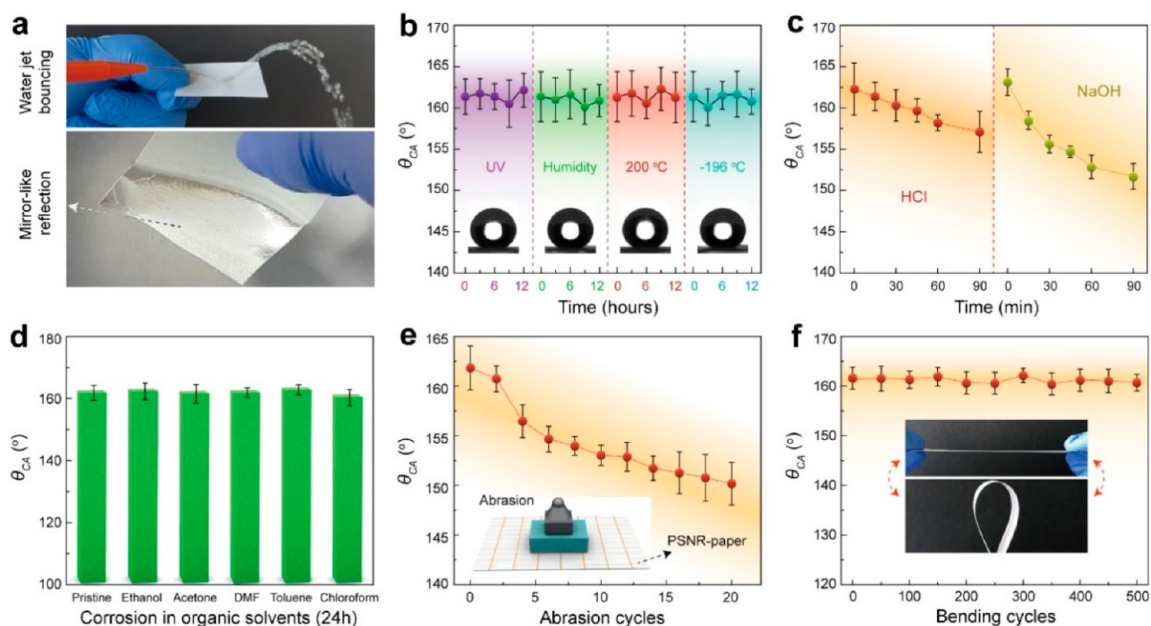 a
Water jet
bouncing
Mirror-like
reflection
b
θCA (°)
165
160
155
150
145
140
UV
Humidity
200 °C
-196 °C
0 6 12 0 6 12 0 6 12 0 6 12
Time (hours)
c
θCA (°)
170
165
160
155
150
145
140
HCl
NaOH
0 30 60 90 0 30 60 90
Time (min)
d
θCA (°)
180
160
140
120
100
Pristine Ethanol Acetone DMF Toluene Chloroform
Corrosion in organic solvents (24h)
e
θCA (°)
165
160
155
150
145
140
Abrasion
PSNR-paper
0 5 10 15 20
Abrasion cycles
f
θCA (°)
170
160
150
140
130
120
0 100 200 300 400 500
Bending cycles